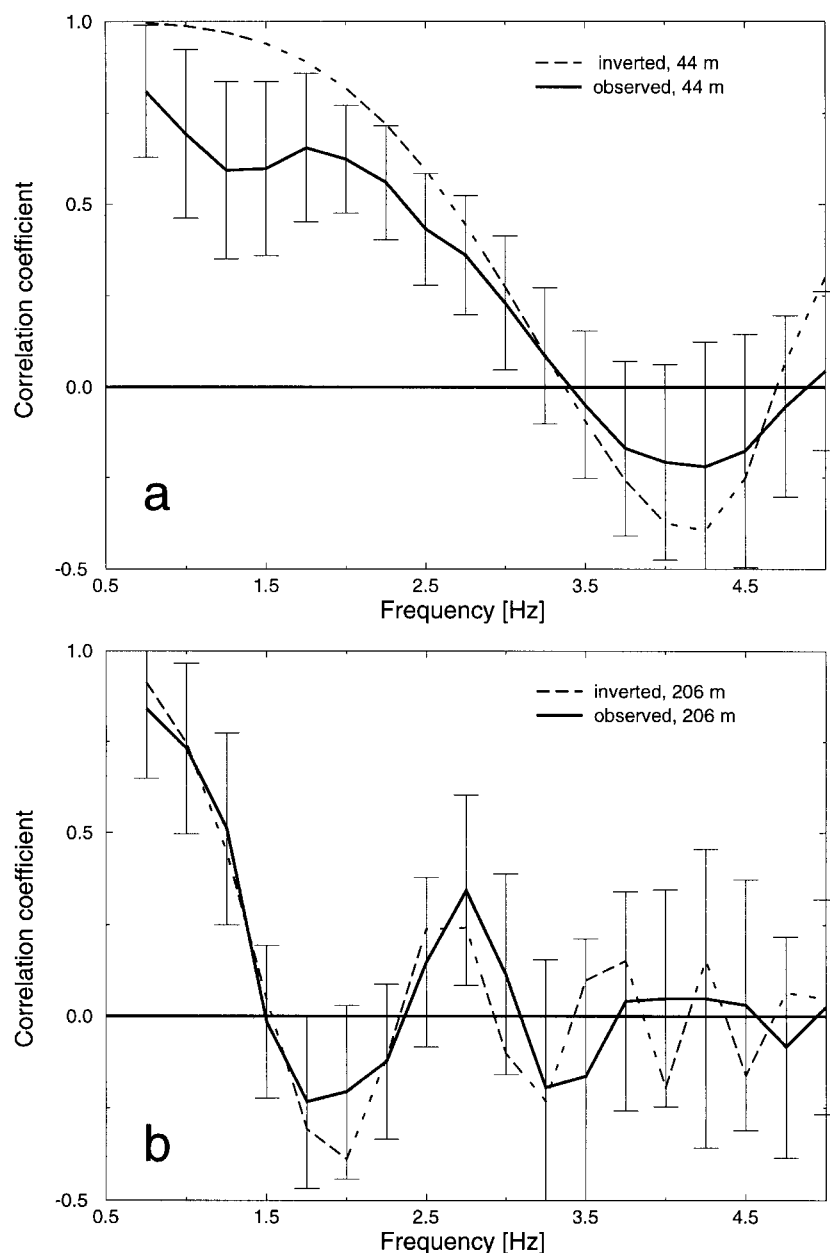 1.0
0.5
0.0
-0.5
Correlation coefficient
inverted, 44 m
observed, 44 m
a
0.5 1.5 2.5 3.5 4.5
Frequency [Hz]
1.0
0.5
0.0
-0.5
Correlation coefficient
inverted, 206 m
observed, 206 m
b
0.5 1.5 2.5 3.5 4.5
Frequency [Hz]